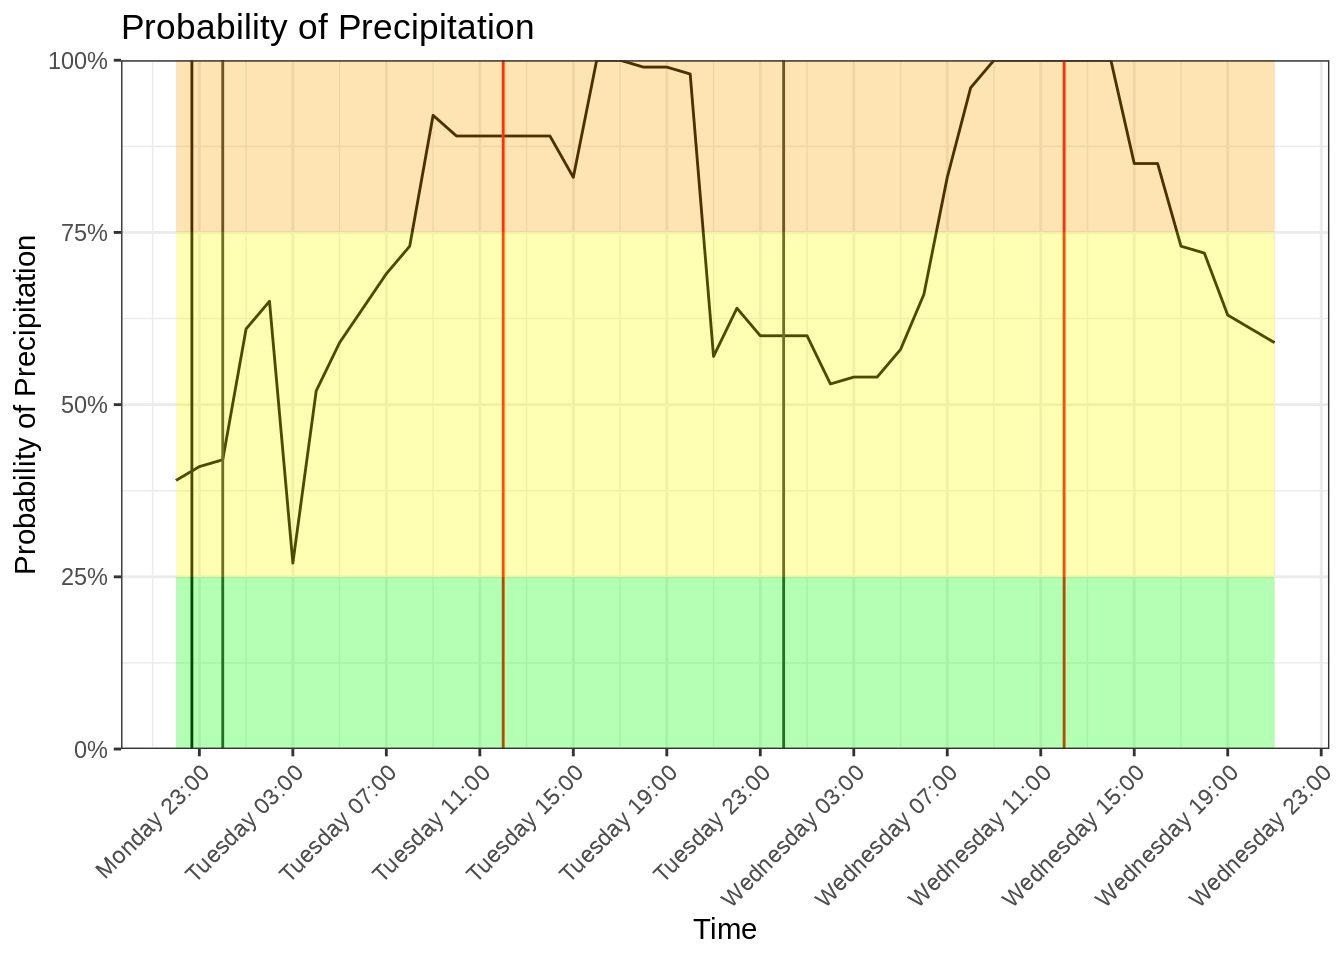 Probability of Precipitation
Probability of Precipitation
100%
75%
50%
25%
0%
Monday 23:00
Tuesday 03:00
Tuesday 07:00
Tuesday 11:00
Tuesday 15:00
Tuesday 19:00
Tuesday 23:00
Wednesday 03:00
Wednesday 07:00
Wednesday 11:00
Wednesday 15:00
Wednesday 19:00
Wednesday 23:00
Time